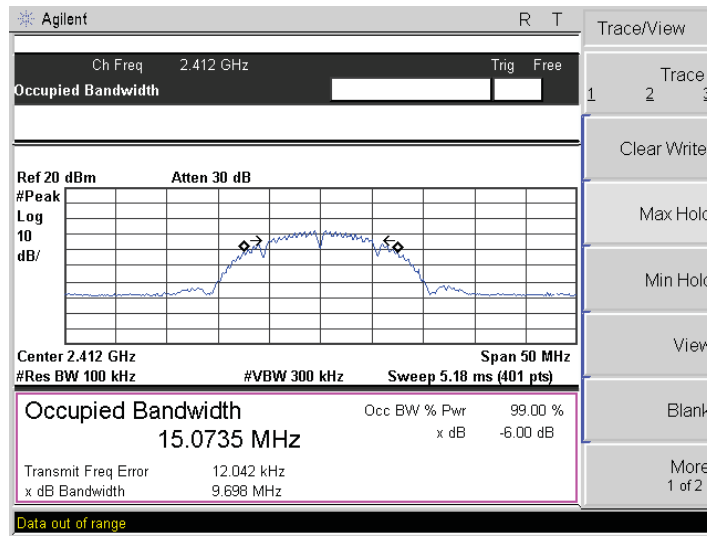 Agilent R T
Trace/View
Ch Freq 2.412 GHz Trig Free
Occupied Bandwidth
Trace
1 2 3
Clear Write
Max Hold
Min Hold
View
Blank
More
1 of 2
Ref 20 dBm Atten 30 dB
#Peak
Log
10
dB/
Center 2.412 GHz Span 50 MHz
#Res BW 100 kHz #VBW 300 kHz Sweep 5.18 ms (401 pts)
Occupied Bandwidth Occ BW % Pwr 99.00 %
15.0735 MHz x dB -6.00 dB
Transmit Freq Error 12.042 kHz
x dB Bandwidth 9.698 MHz
Data out of range